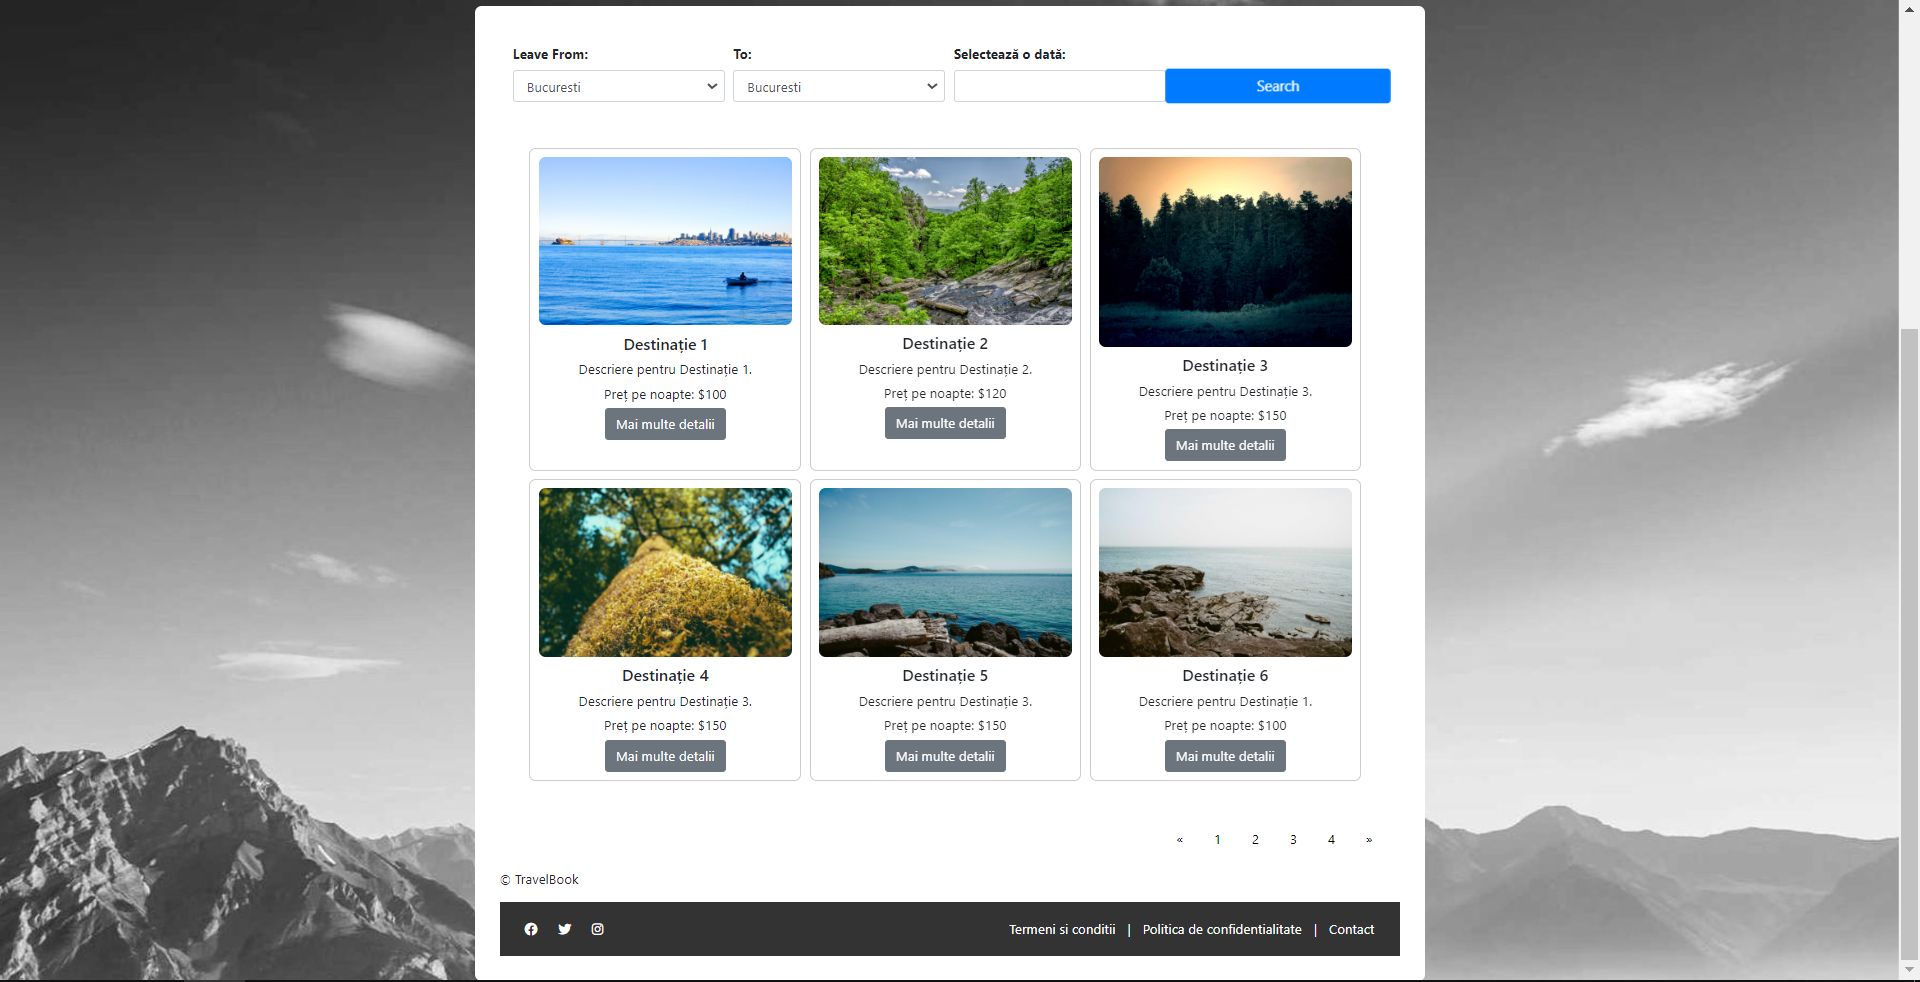 Leave From: To: Selectează o dată:
Bucuresti Bucuresti Search
Destinație 1
Descriere pentru Destinație 1.
Preț pe noapte: $100
Mai multe detalii
Destinație 2
Descriere pentru Destinație 2.
Preț pe noapte: $120
Mai multe detalii
Destinație 3
Descriere pentru Destinație 3.
Preț pe noapte: $150
Mai multe detalii
Destinație 4
Descriere pentru Destinație 3.
Preț pe noapte: $150
Mai multe detalii
Destinație 5
Descriere pentru Destinație 3.
Preț pe noapte: $150
Mai multe detalii
Destinație 6
Descriere pentru Destinație 1.
Preț pe noapte: $100
Mai multe detalii
« 1 2 3 4 »
© TravelBook
Termeni si conditii | Politica de confidentialitate | Contact